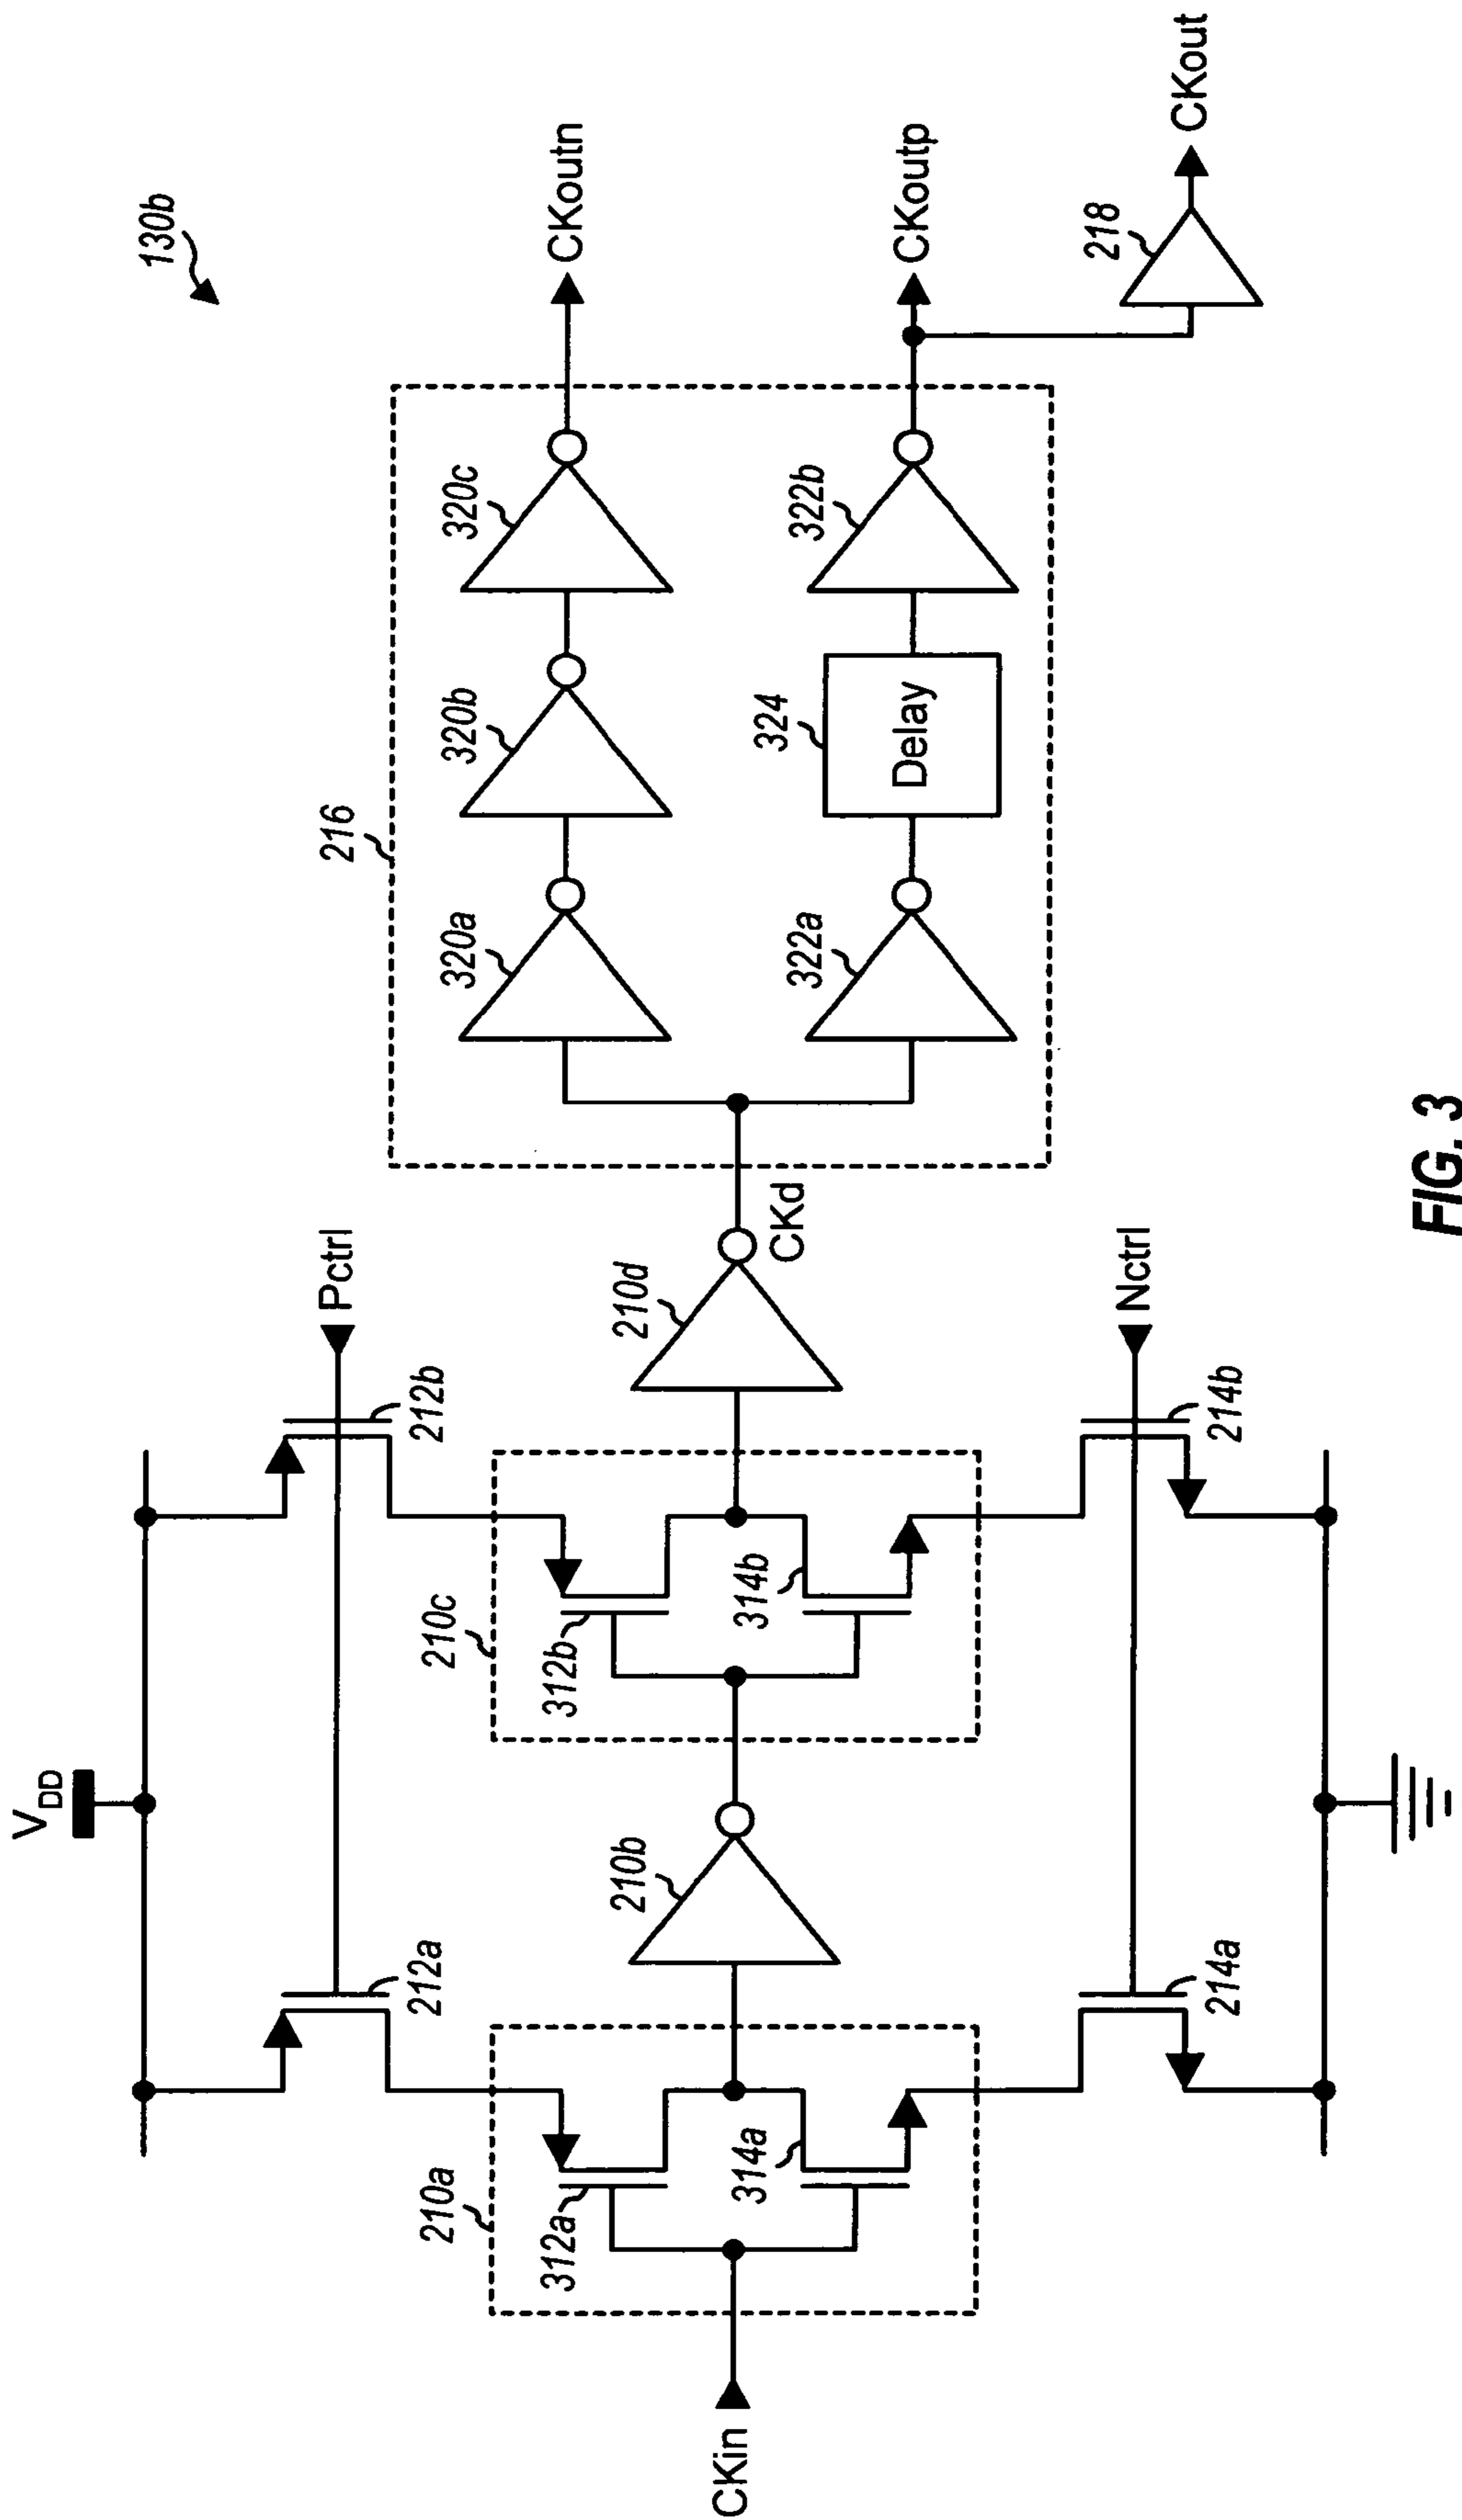 130b
V_DD
Pctrl
212a
212b
216
210a
210c
312a
314a
312b
314b
210b
210d
CKin
CKd
320a
320b
320c
CKoutn
322a
324
Delay
322b
CKoutp
218
CKout
214a
214b
Nctrl
FIG. 3